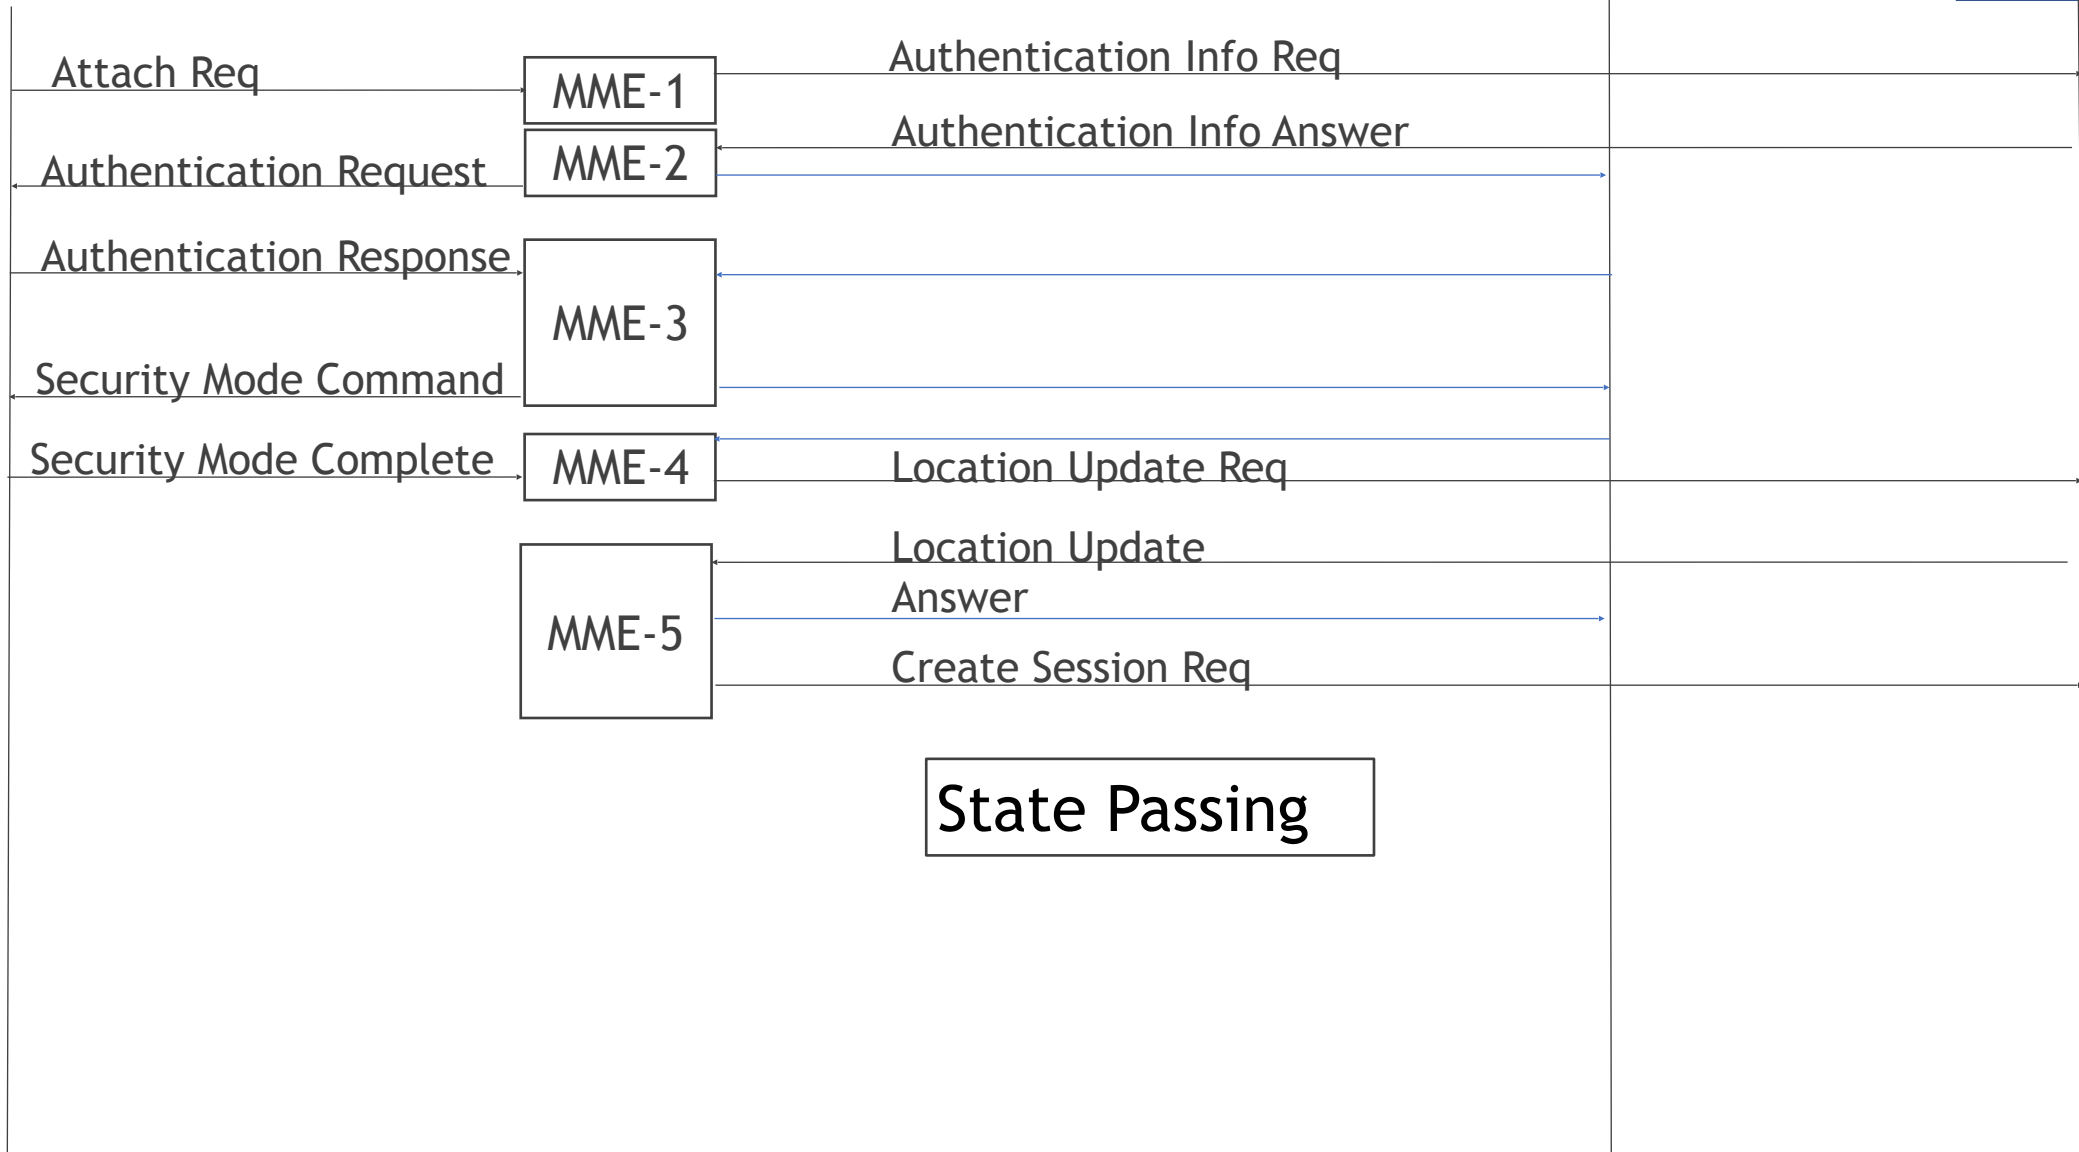 Attach Req
MME-1
Authentication Info Req
Authentication Info Answer
MME-2
Authentication Request
Authentication Response
MME-3
Security Mode Command
Security Mode Complete
MME-4
Location Update Req
Location Update
Answer
MME-5
Create Session Req
State Passing